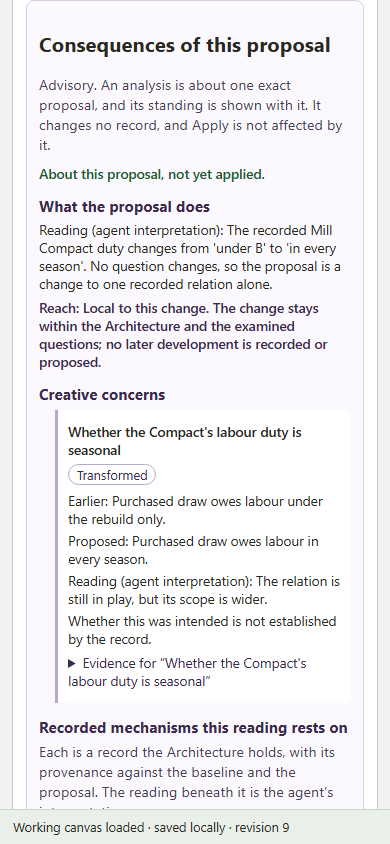 Consequences of this proposal
Advisory. An analysis is about one exact
proposal, and its standing is shown with it. It
changes no record, and Apply is not affected by
it.
About this proposal, not yet applied.
What the proposal does
Reading (agent interpretation): The recorded Mill
Compact duty changes from 'under B' to 'in every
season'. No question changes, so the proposal is a
change to one recorded relation alone.
Reach: Local to this change. The change stays
within the Architecture and the examined
questions; no later development is recorded or
proposed.
Creative concerns
Whether the Compact's labour duty is
seasonal
Transformed
Earlier: Purchased draw owes labour under
the rebuild only.
Proposed: Purchased draw owes labour in
every season.
Reading (agent interpretation): The relation is
still in play, but its scope is wider.
Whether this was intended is not established
by the record.
Evidence for “Whether the Compact's
labour duty is seasonal”
Recorded mechanisms this reading rests on
Each is a record the Architecture holds, with its
provenance against the baseline and the
proposal. The reading beneath it is the agent’s
Working canvas loaded · saved locally · revision 9